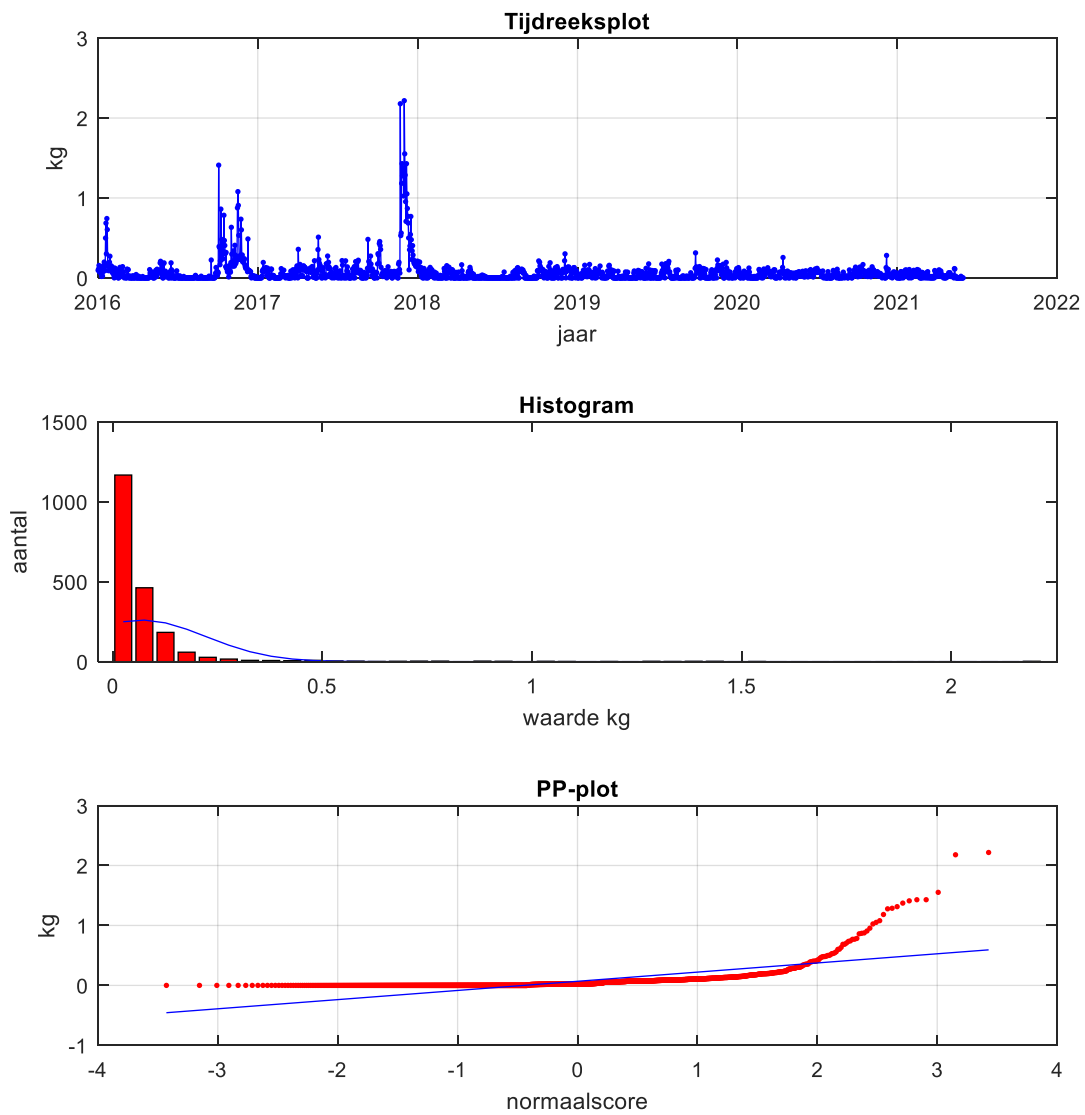 Tijdreeksplot
3
2
1
0
kg
2016 2017 2018 2019 2020 2021 2022
jaar
Histogram
1500
1000
500
0
aantal
0 0.5 1 1.5 2
waarde kg
PP-plot
3
2
1
0
-1
kg
-4 -3 -2 -1 0 1 2 3 4
normaalscore